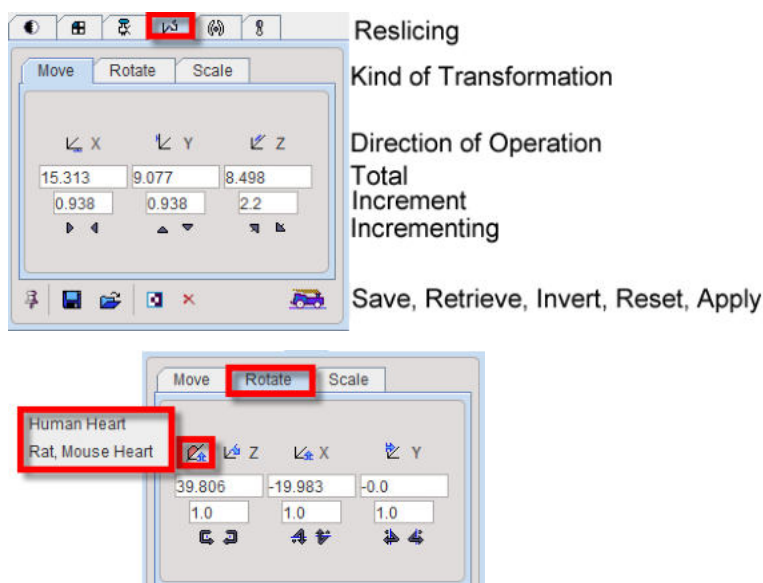 Reslicing
Move Rotate Scale
Kind of Transformation
X Y Z
Direction of Operation
15.313 9.077 8.498
Total
0.938 0.938 2.2
Increment
Incrementing
Save, Retrieve, Invert, Reset, Apply
Move Rotate Scale
Human Heart
Rat, Mouse Heart
Z X Y
39.806 -19.983 -0.0
1.0 1.0 1.0